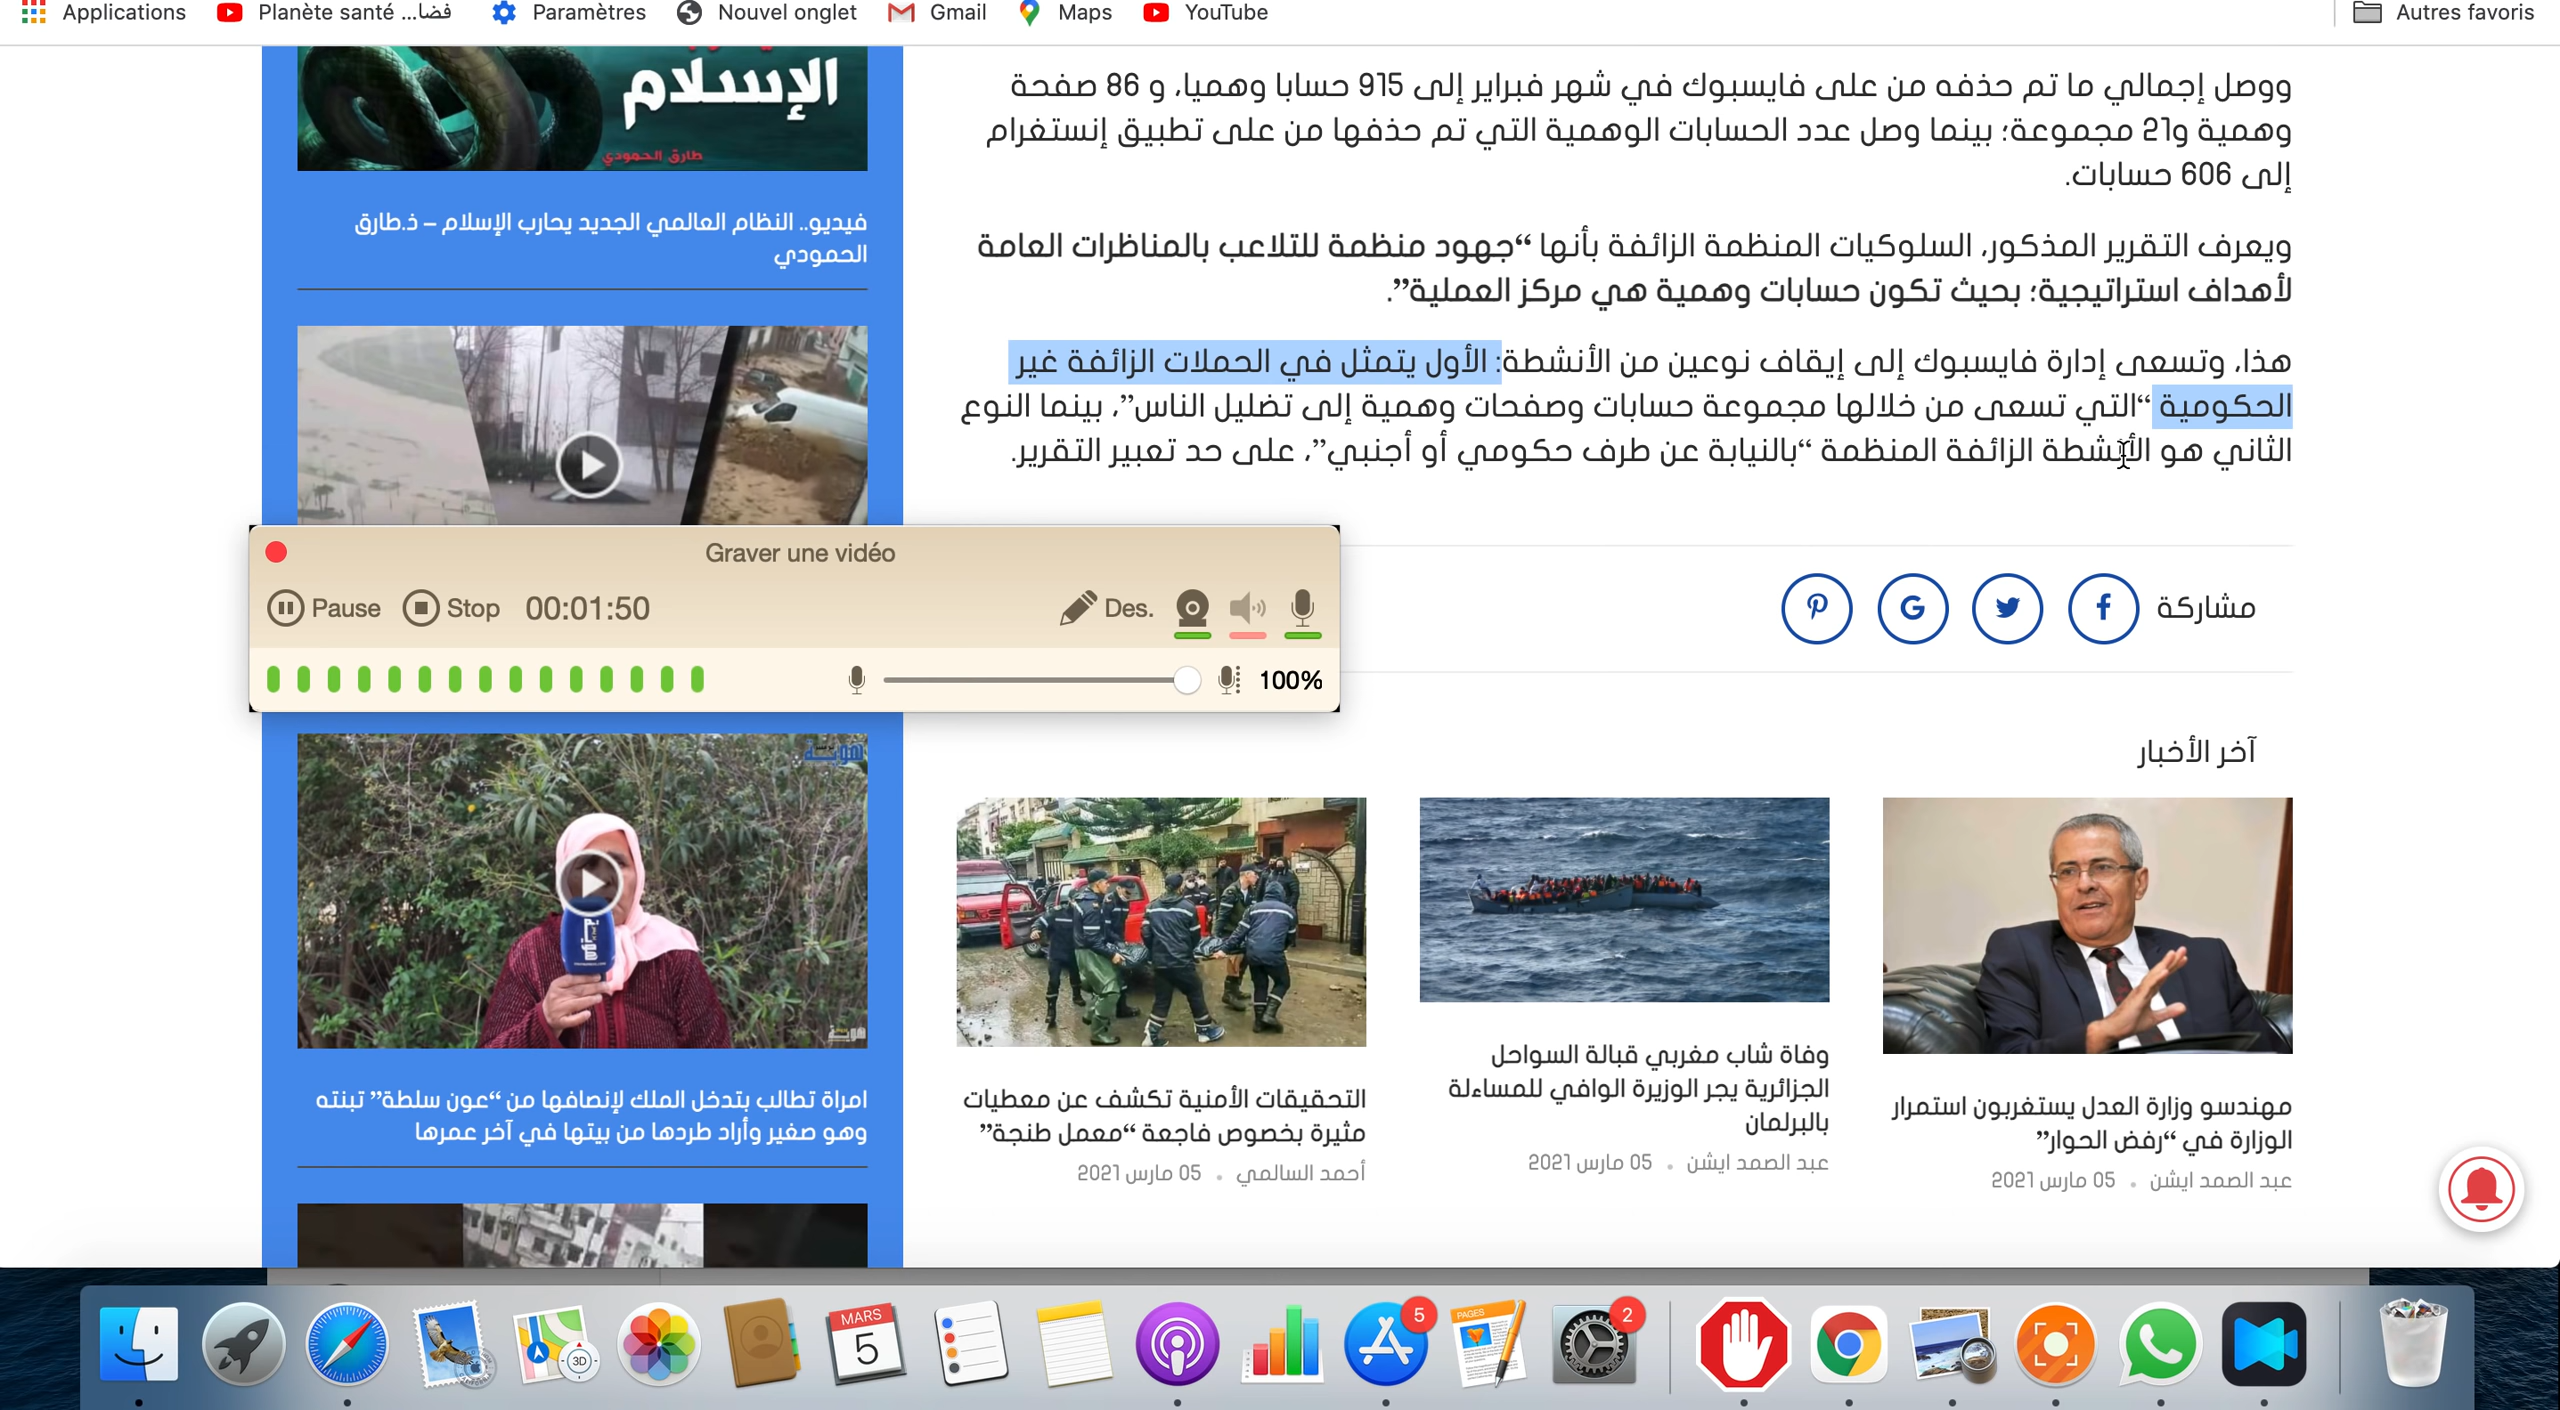 Applications
Planète santé ...فضا
Paramètres
Nouvel onglet
Gmail
Maps
YouTube
Autres favoris
ووصل إجمالي ما تم حذفه من على فايسبوك في شهر فبراير إلى 915 حسابا وهميا، و 86 صفحة
وهمية و21 مجموعة؛ بينما وصل عدد الحسابات الوهمية التي تم حذفها من على تطبيق إنستغرام
إلى 606 حسابات.
ويعرف التقرير المذكور، السلوكيات المنظمة الزائفة بأنها “جهود منظمة للتلاعب بالمناظرات العامة
لأهداف استراتيجية؛ بحيث تكون حسابات وهمية هي مركز العملية”.
هذا، وتسعى إدارة فايسبوك إلى إيقاف نوعين من الأنشطة: الأول يتمثل في الحملات الزائفة غير
الحكومية “التي تسعى من خلالها مجموعة حسابات وصفحات وهمية إلى تضليل الناس”، بينما النوع
الثاني هو الأنشطة الزائفة المنظمة “بالنيابة عن طرف حكومي أو أجنبي”، على حد تعبير التقرير.
مشاركة
آخر الأخبار
مهندسو وزارة العدل يستغربون استمرار
الوزارة في “رفض الحوار”
عبد الصمد ايشن • 05 مارس 2021
وفاة شاب مغربي قبالة السواحل
الجزائرية يجر الوزيرة الوافي للمساءلة
بالبرلمان
عبد الصمد ايشن • 05 مارس 2021
التحقيقات الأمنية تكشف عن معطيات
مثيرة بخصوص فاجعة “معمل طنجة”
أحمد السالمي • 05 مارس 2021
الإسلام
طارق الحمودي
فيديو.. النظام العالمي الجديد يحارب الإسلام – ذ.طارق
الحمودي
Graver une vidéo
Pause
Stop
00:01:50
Des.
100%
هوية
هوية
امراة تطالب بتدخل الملك لإنصافها من “عون سلطة” تبنته
وهو صغير وأراد طردها من بيتها في آخر عمرها
3D
MARS
5
5
PAGES
2